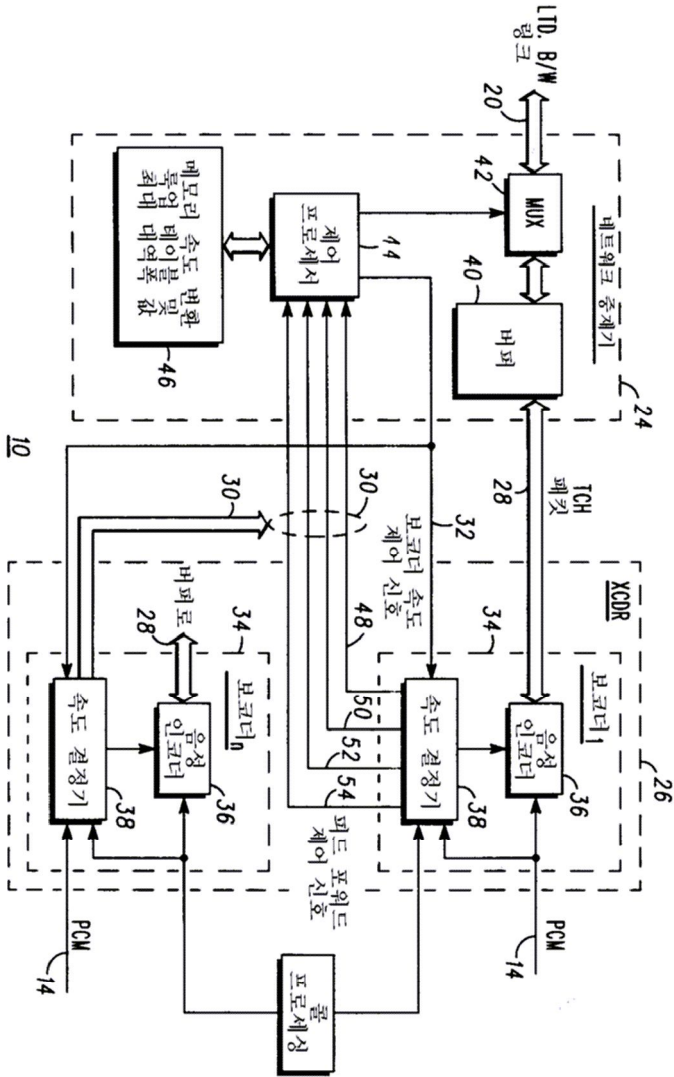 LTD. B/W
링크
20
MUX
42
네트워크 중재기
40
버퍼
24
44
제어
프로세서
메모리 속도 변환
룩업 테이블 및
최대 대역폭 값
46
10
28
TCH
패킷
30
30
32
보코더 속도
제어 신호
48
50
52
54
피드 포워드
제어 신호
XCDR
26
34
보코더1
음성
인코더
36
속도 결정기
38
PCM
14
34
보코더n
버퍼로
28
음성
인코더
36
속도 결정기
38
PCM
14
콜
프로세싱